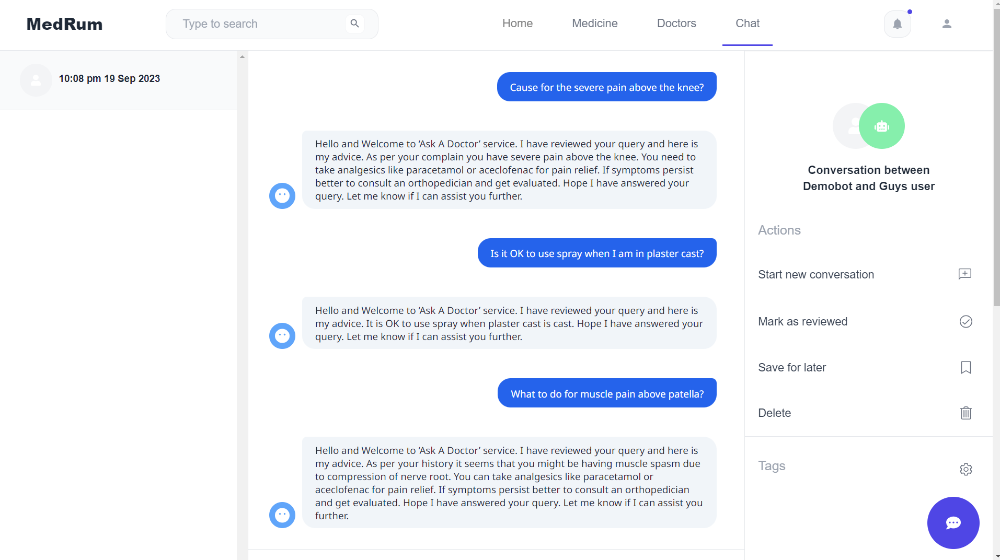 MedRum
Type to search
Home
Medicine
Doctors
Chat
10:08 pm 19 Sep 2023
Cause for the severe pain above the knee?
Hello and Welcome to ‘Ask A Doctor’ service. I have reviewed your query and here is
my advice. As per your complain you have severe pain above the knee. You need to
take analgesics like paracetamol or aceclofenac for pain relief. If symptoms persist
better to consult an orthopedician and get evaluated. Hope I have answered your
query. Let me know if I can assist you further.
Is it OK to use spray when I am in plaster cast?
Hello and Welcome to ‘Ask A Doctor’ service. I have reviewed your query and here is
my advice. It is OK to use spray when plaster cast is cast. Hope I have answered your
query. Let me know if I can assist you further.
What to do for muscle pain above patella?
Hello and Welcome to ‘Ask A Doctor’ service. I have reviewed your query and here is
my advice. As per your history it seems that you might be having muscle spasm due
to compression of nerve root. You can take analgesics like paracetamol or
aceclofenac for pain relief. If symptoms persist better to consult an orthopedician
and get evaluated. Hope I have answered your query. Let me know if I can assist you
further.
Conversation between
Demobot and Guys user
Actions
Start new conversation
Mark as reviewed
Save for later
Delete
Tags